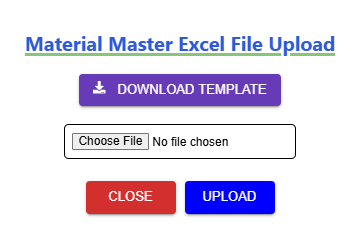 Material Master Excel File Upload
DOWNLOAD TEMPLATE
Choose File No file chosen
CLOSE UPLOAD